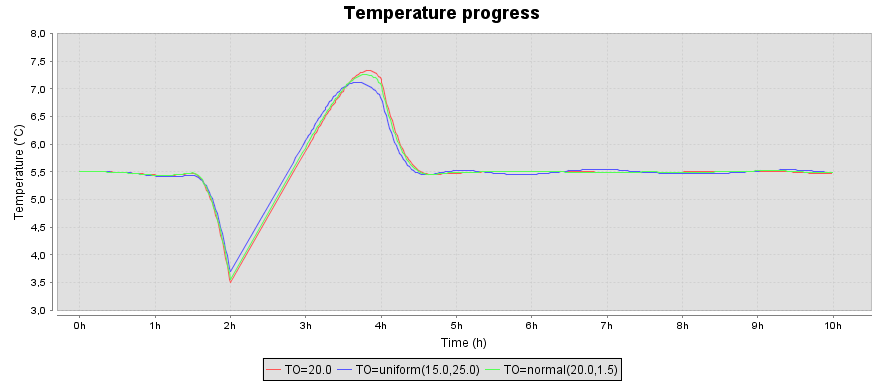 Temperature progress
8,0
7,5
7,0
6,5
6,0
5,5
5,0
4,5
4,0
3,5
3,0
Temperature (°C)
0h 1h 2h 3h 4h 5h 6h 7h 8h 9h 10h
Time (h)
TO=20.0 TO=uniform(15.0,25.0) TO=normal(20.0,1.5)